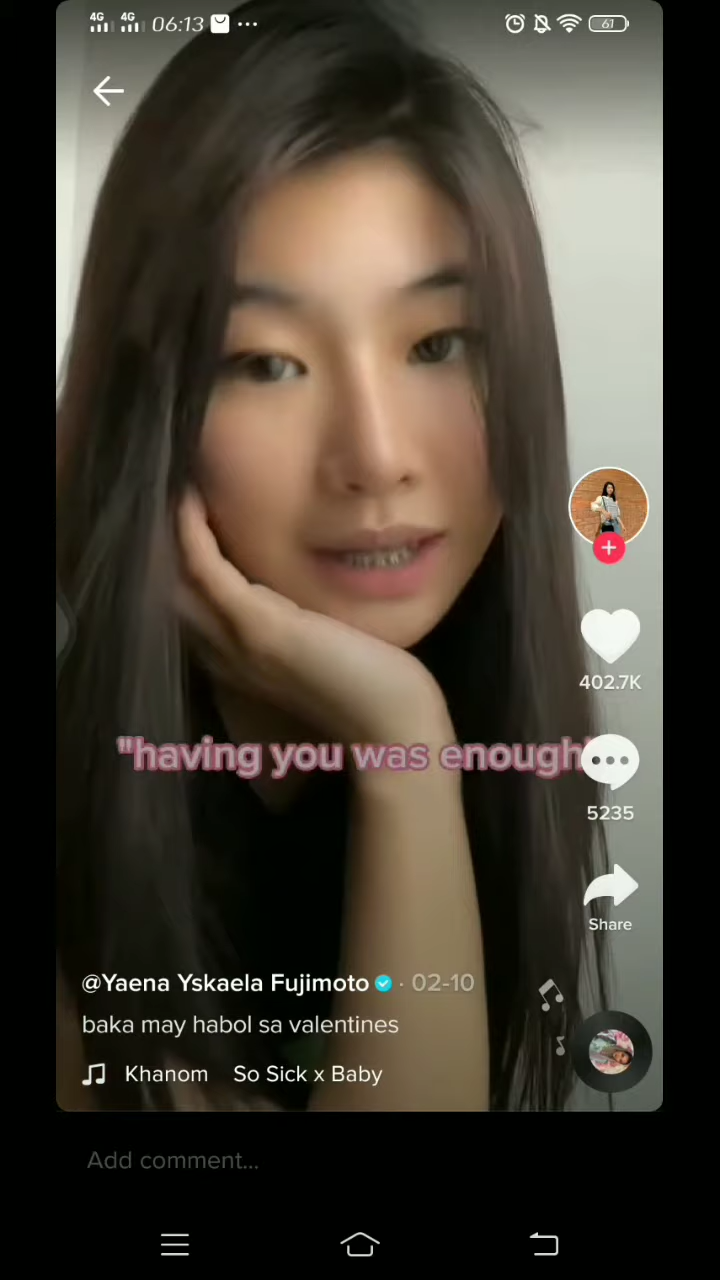 4G 4G 06:13 61
"having you was enough"
402.7K
5235
Share
@Yaena Yskaela Fujimoto · 02-10
baka may habol sa valentines
Khanom So Sick x Baby
Add comment...